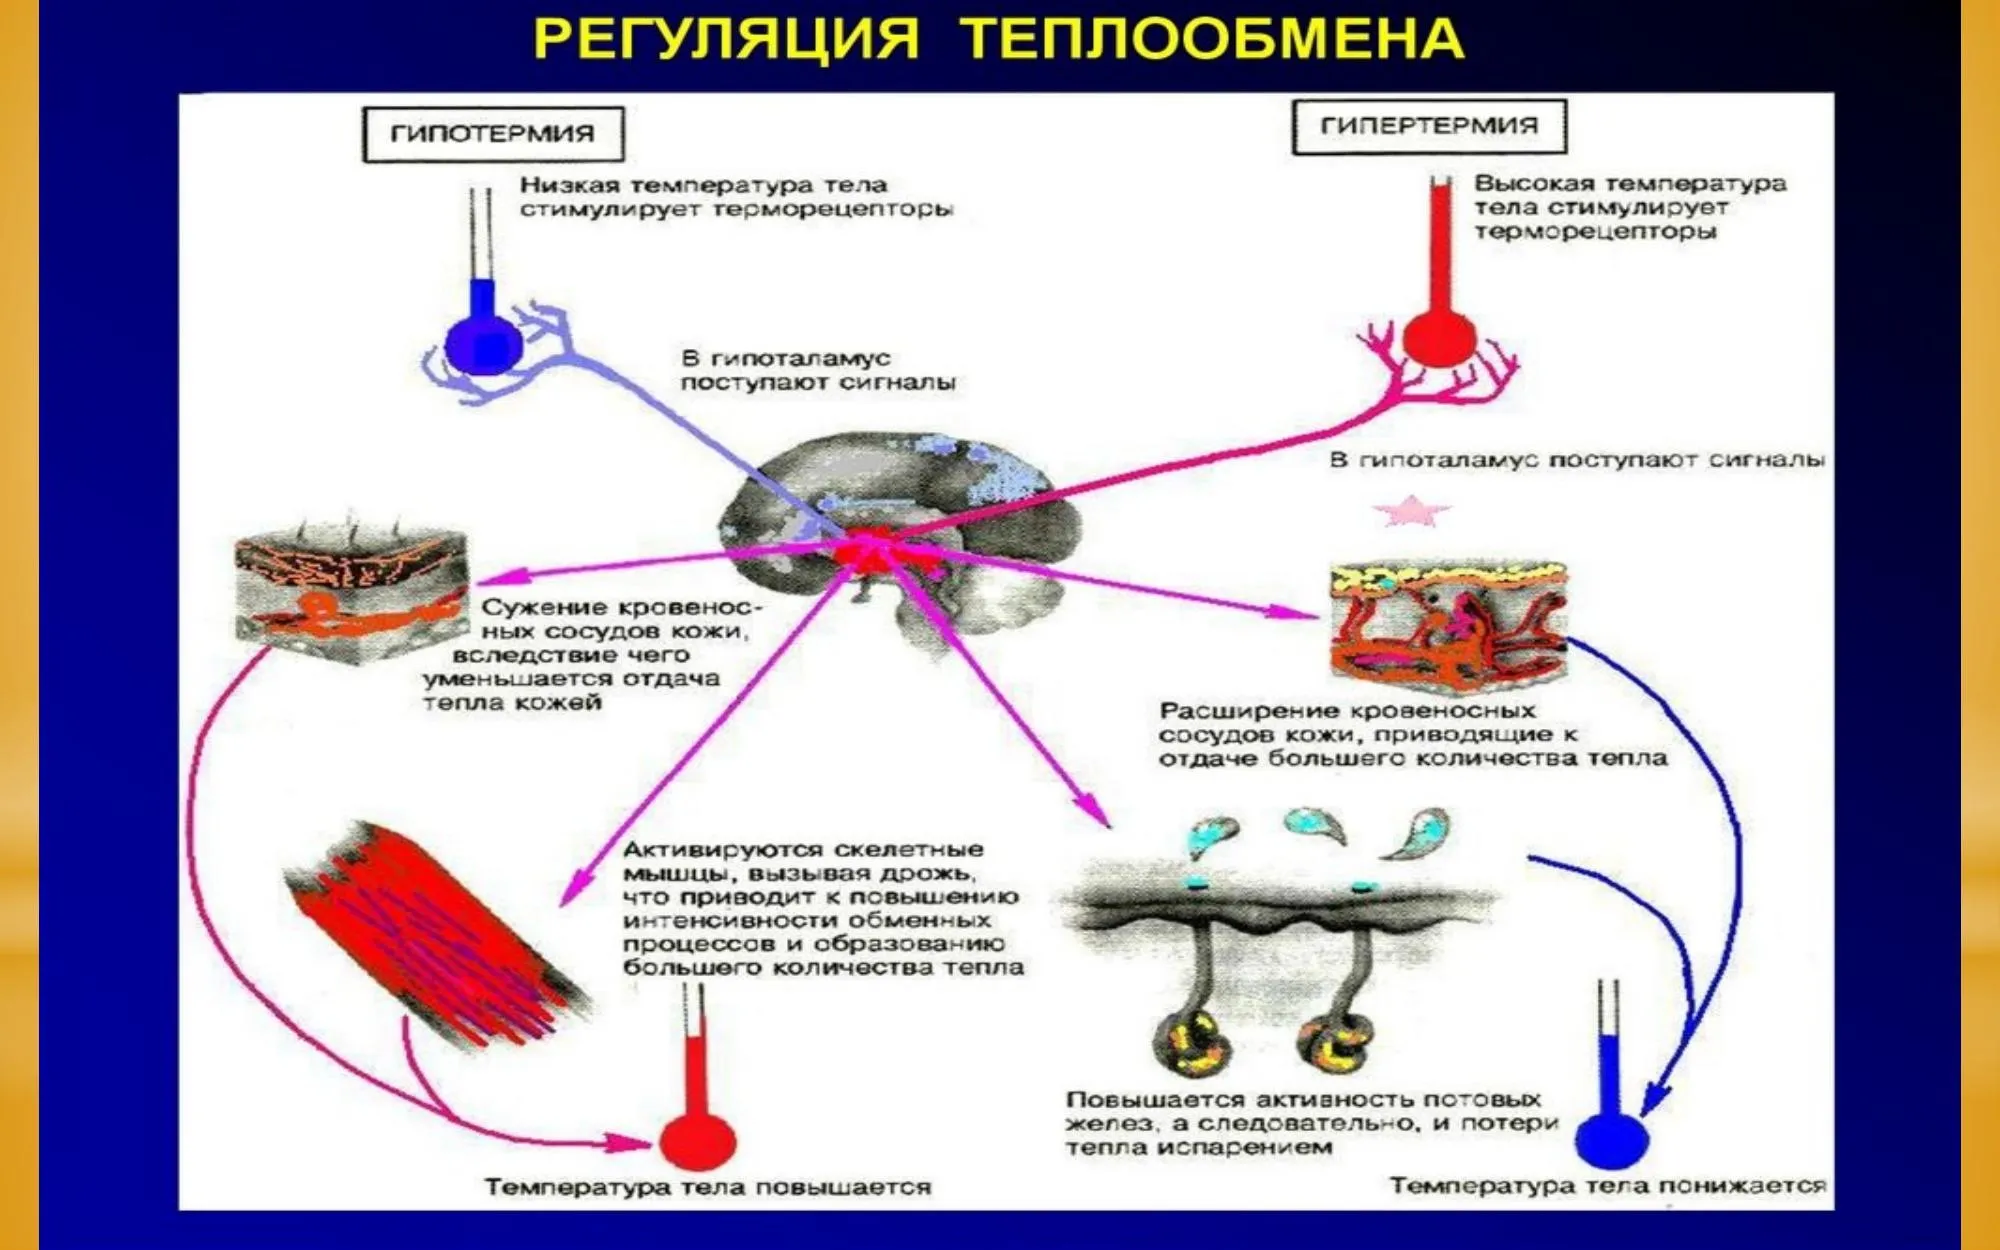 РЕГУЛЯЦИЯ ТЕПЛООБМЕНА
ГИПОТЕРМИЯ
Низкая температура тела
стимулирует терморецепторы
В гипоталамус
поступают сигналы
Сужение кровенос-
ных сосудов кожи,
вследствие чего
уменьшается отдача
тепла кожей
Активируются скелетные
мышцы, вызывая дрожь,
что приводит к повышению
интенсивности обменных
процессов и образованию
большего количества тепла
Температура тела повышается
ГИПЕРТЕРМИЯ
Высокая температура
тела стимулирует
терморецепторы
В гипоталамус поступают сигналы
Расширение кровеносных
сосудов кожи, приводящие к
отдаче большего количества тепла
Повышается активность потовых
желез, а следовательно, и потери
тепла испарением
Температура тела понижается